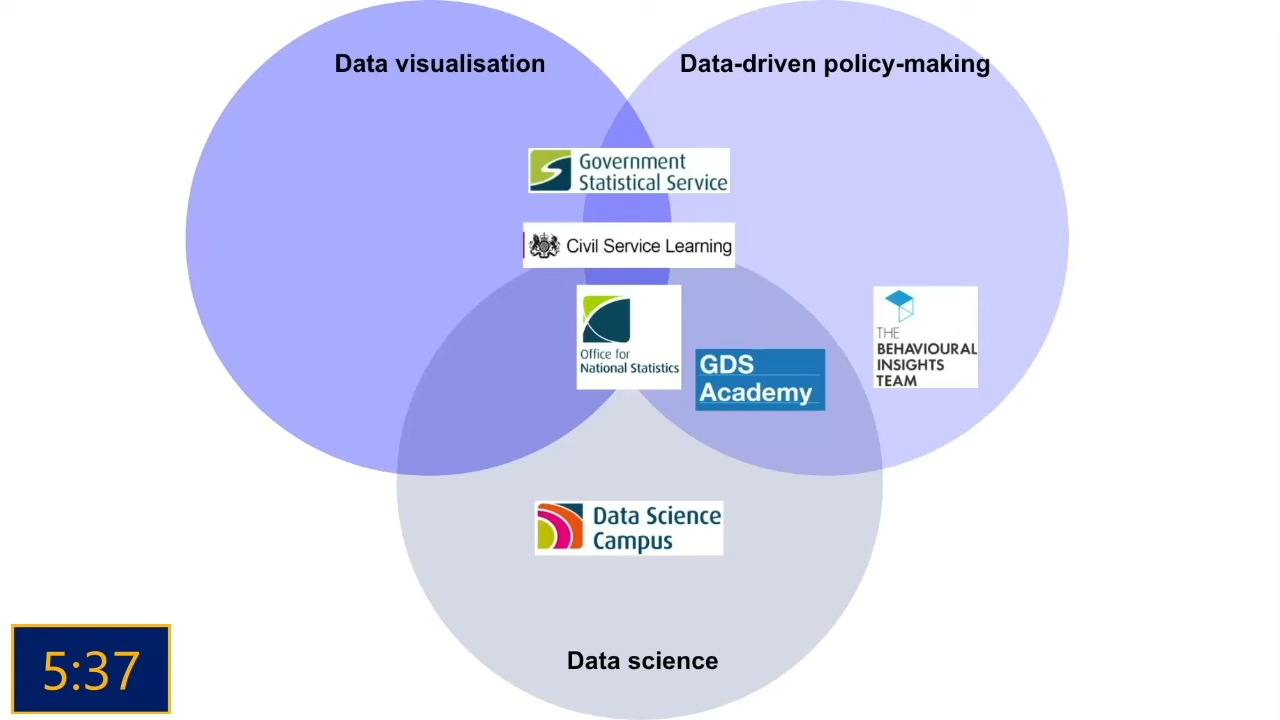 Data visualisation
Data-driven policy-making
Government
Statistical Service
Civil Service Learning
Office for
National Statistics
GDS
Academy
THE
BEHAVIOURAL
INSIGHTS
TEAM
Data Science
Campus
Data science
5:37